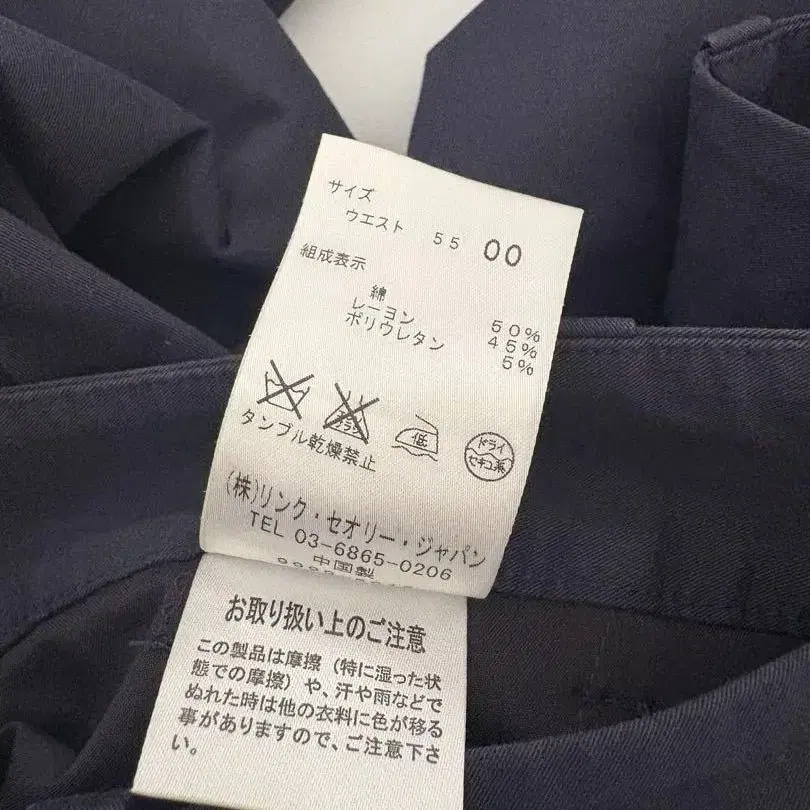 サイズ
ウエスト 55 00
組成表示
綿 50%
レーヨン 45%
ポリウレタン 5%
エンソ サラシ 低 ドライ セキユ系
タンブル乾燥禁止
(株)リンク・セオリー・ジャパン
TEL 03-6865-0206
中国製
お取り扱い上のご注意
この製品は摩擦(特に湿った状
態での摩擦)や、汗や雨などで
ぬれた時は他の衣料に色が移る
事がありますので、ご注意下さ
い。